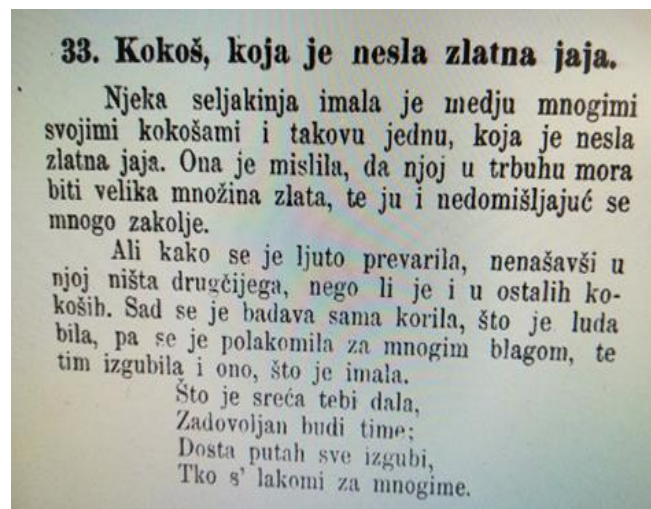 33. Kokoš, koja je nesla zlatna jaja.
Njeka seljakinja imala je medju mnogimi
svojimi kokošami i takovu jednu, koja je nesla
zlatna jaja. Ona je mislila, da njoj u trbuhu mora
biti velika množina zlata, te ju i nedomišljajuć se
mnogo zakolje.
Ali kako se je ljuto prevarila, nenašavši u
njoj ništa drugčijega, nego li je i u ostalih ko-
koših. Sad se je badava sama korila, što je luda
bila, pa se je polakomila za mnogim blagom, te
tim izgubila i ono, što je imala.
Što je sreća tebi dala,
Zadovoljan budi time;
Dosta putah sve izgubi,
Tko s' lakomi za mnogime.